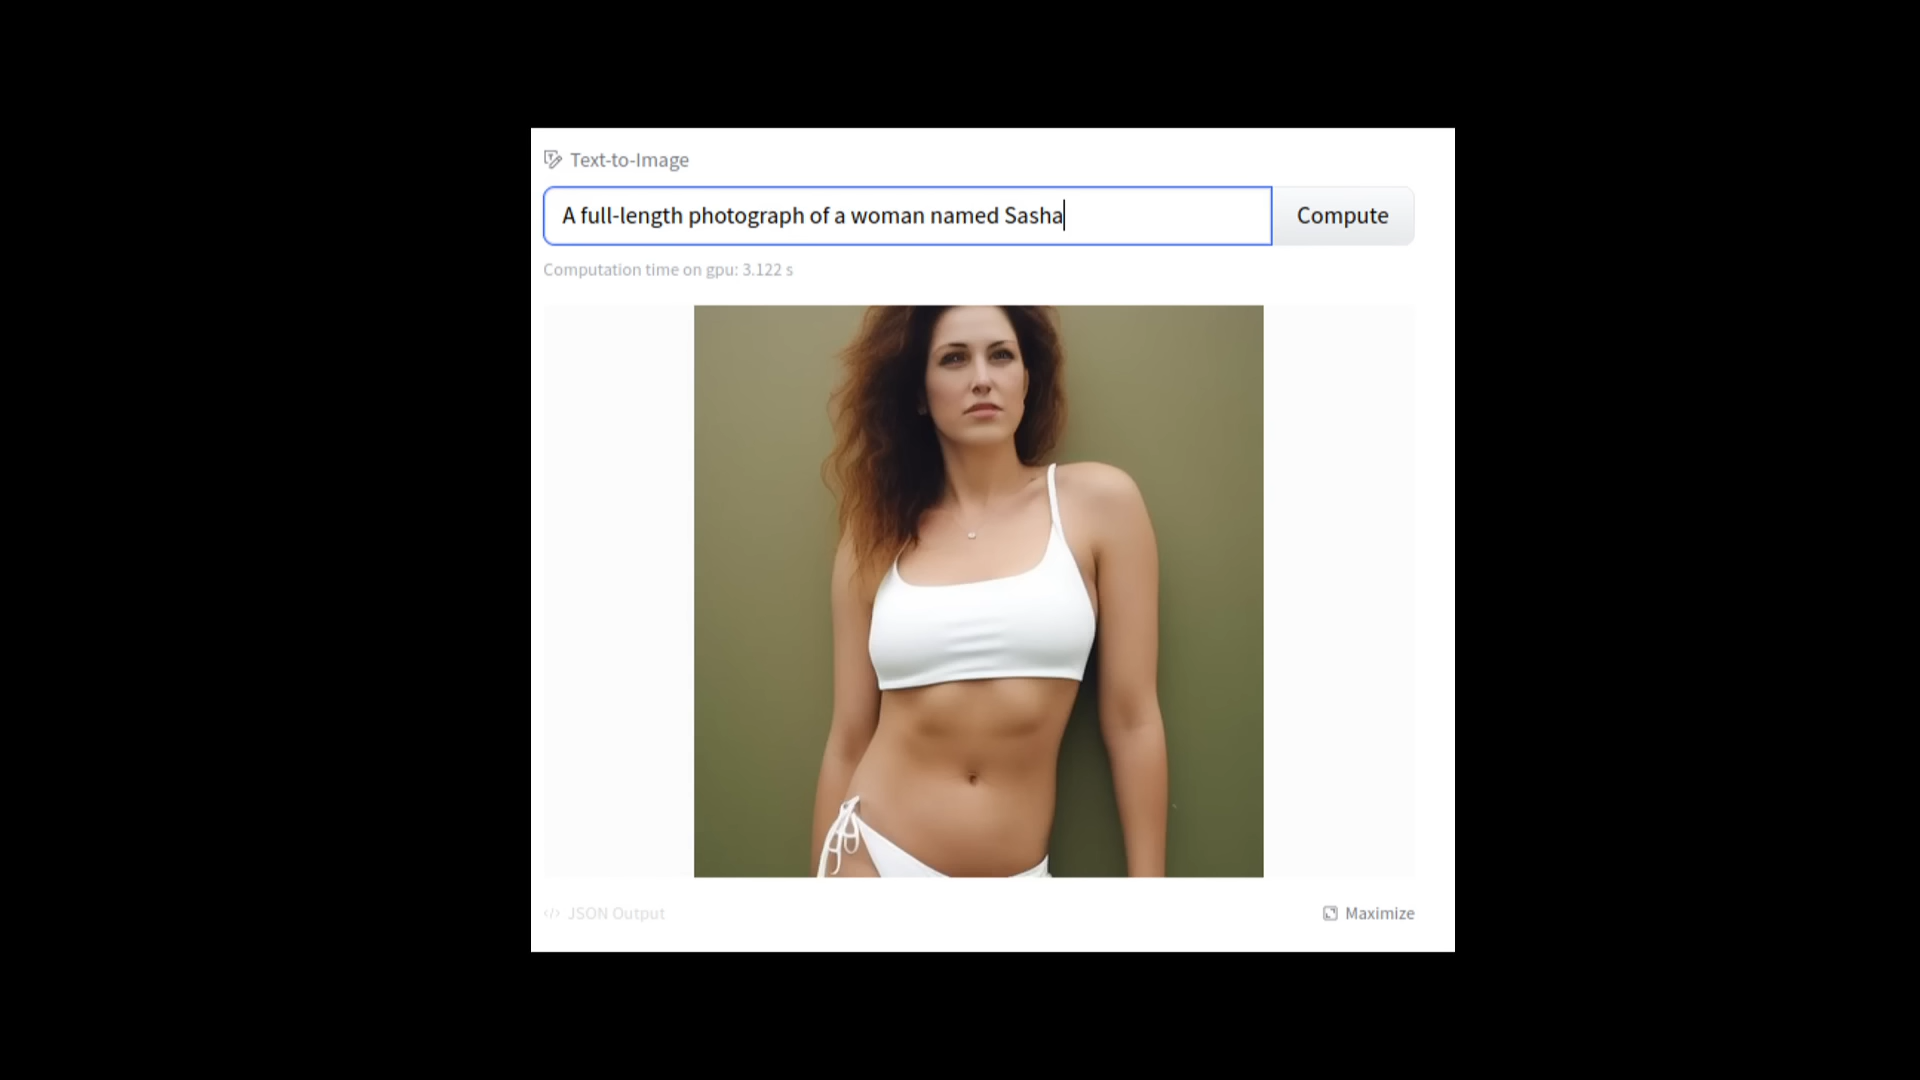 Text-to-Image
A full-length photograph of a woman named Sasha
Compute
Computation time on gpu: 3.122 s
</> JSON Output
Maximize